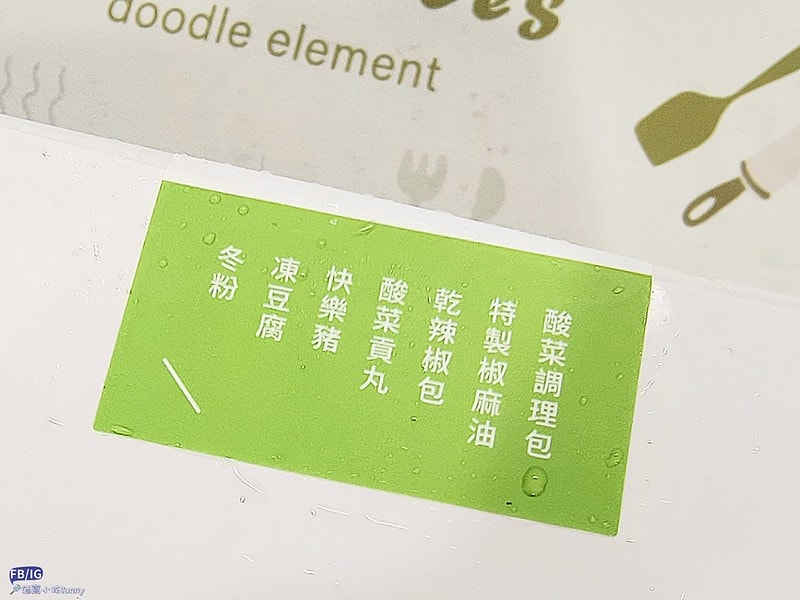 doodle element
酸菜調理包
特製椒麻油
乾辣椒包
酸菜貢丸
快樂豬
凍豆腐
冬粉
FB/IG